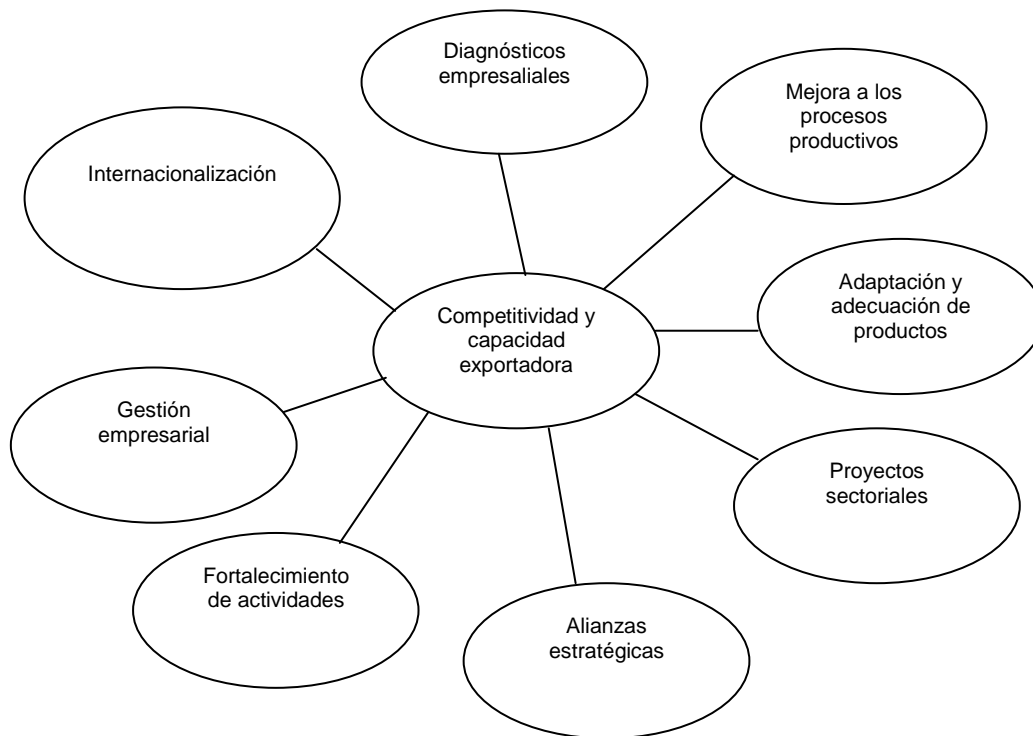 Diagnósticos
empresaliales
Mejora a los
procesos
productivos
Internacionalización
Adaptación y
adecuación de
productos
Competitividad y
capacidad
exportadora
Gestión
empresarial
Proyectos
sectoriales
Fortalecimiento
de actividades
Alianzas
estratégicas